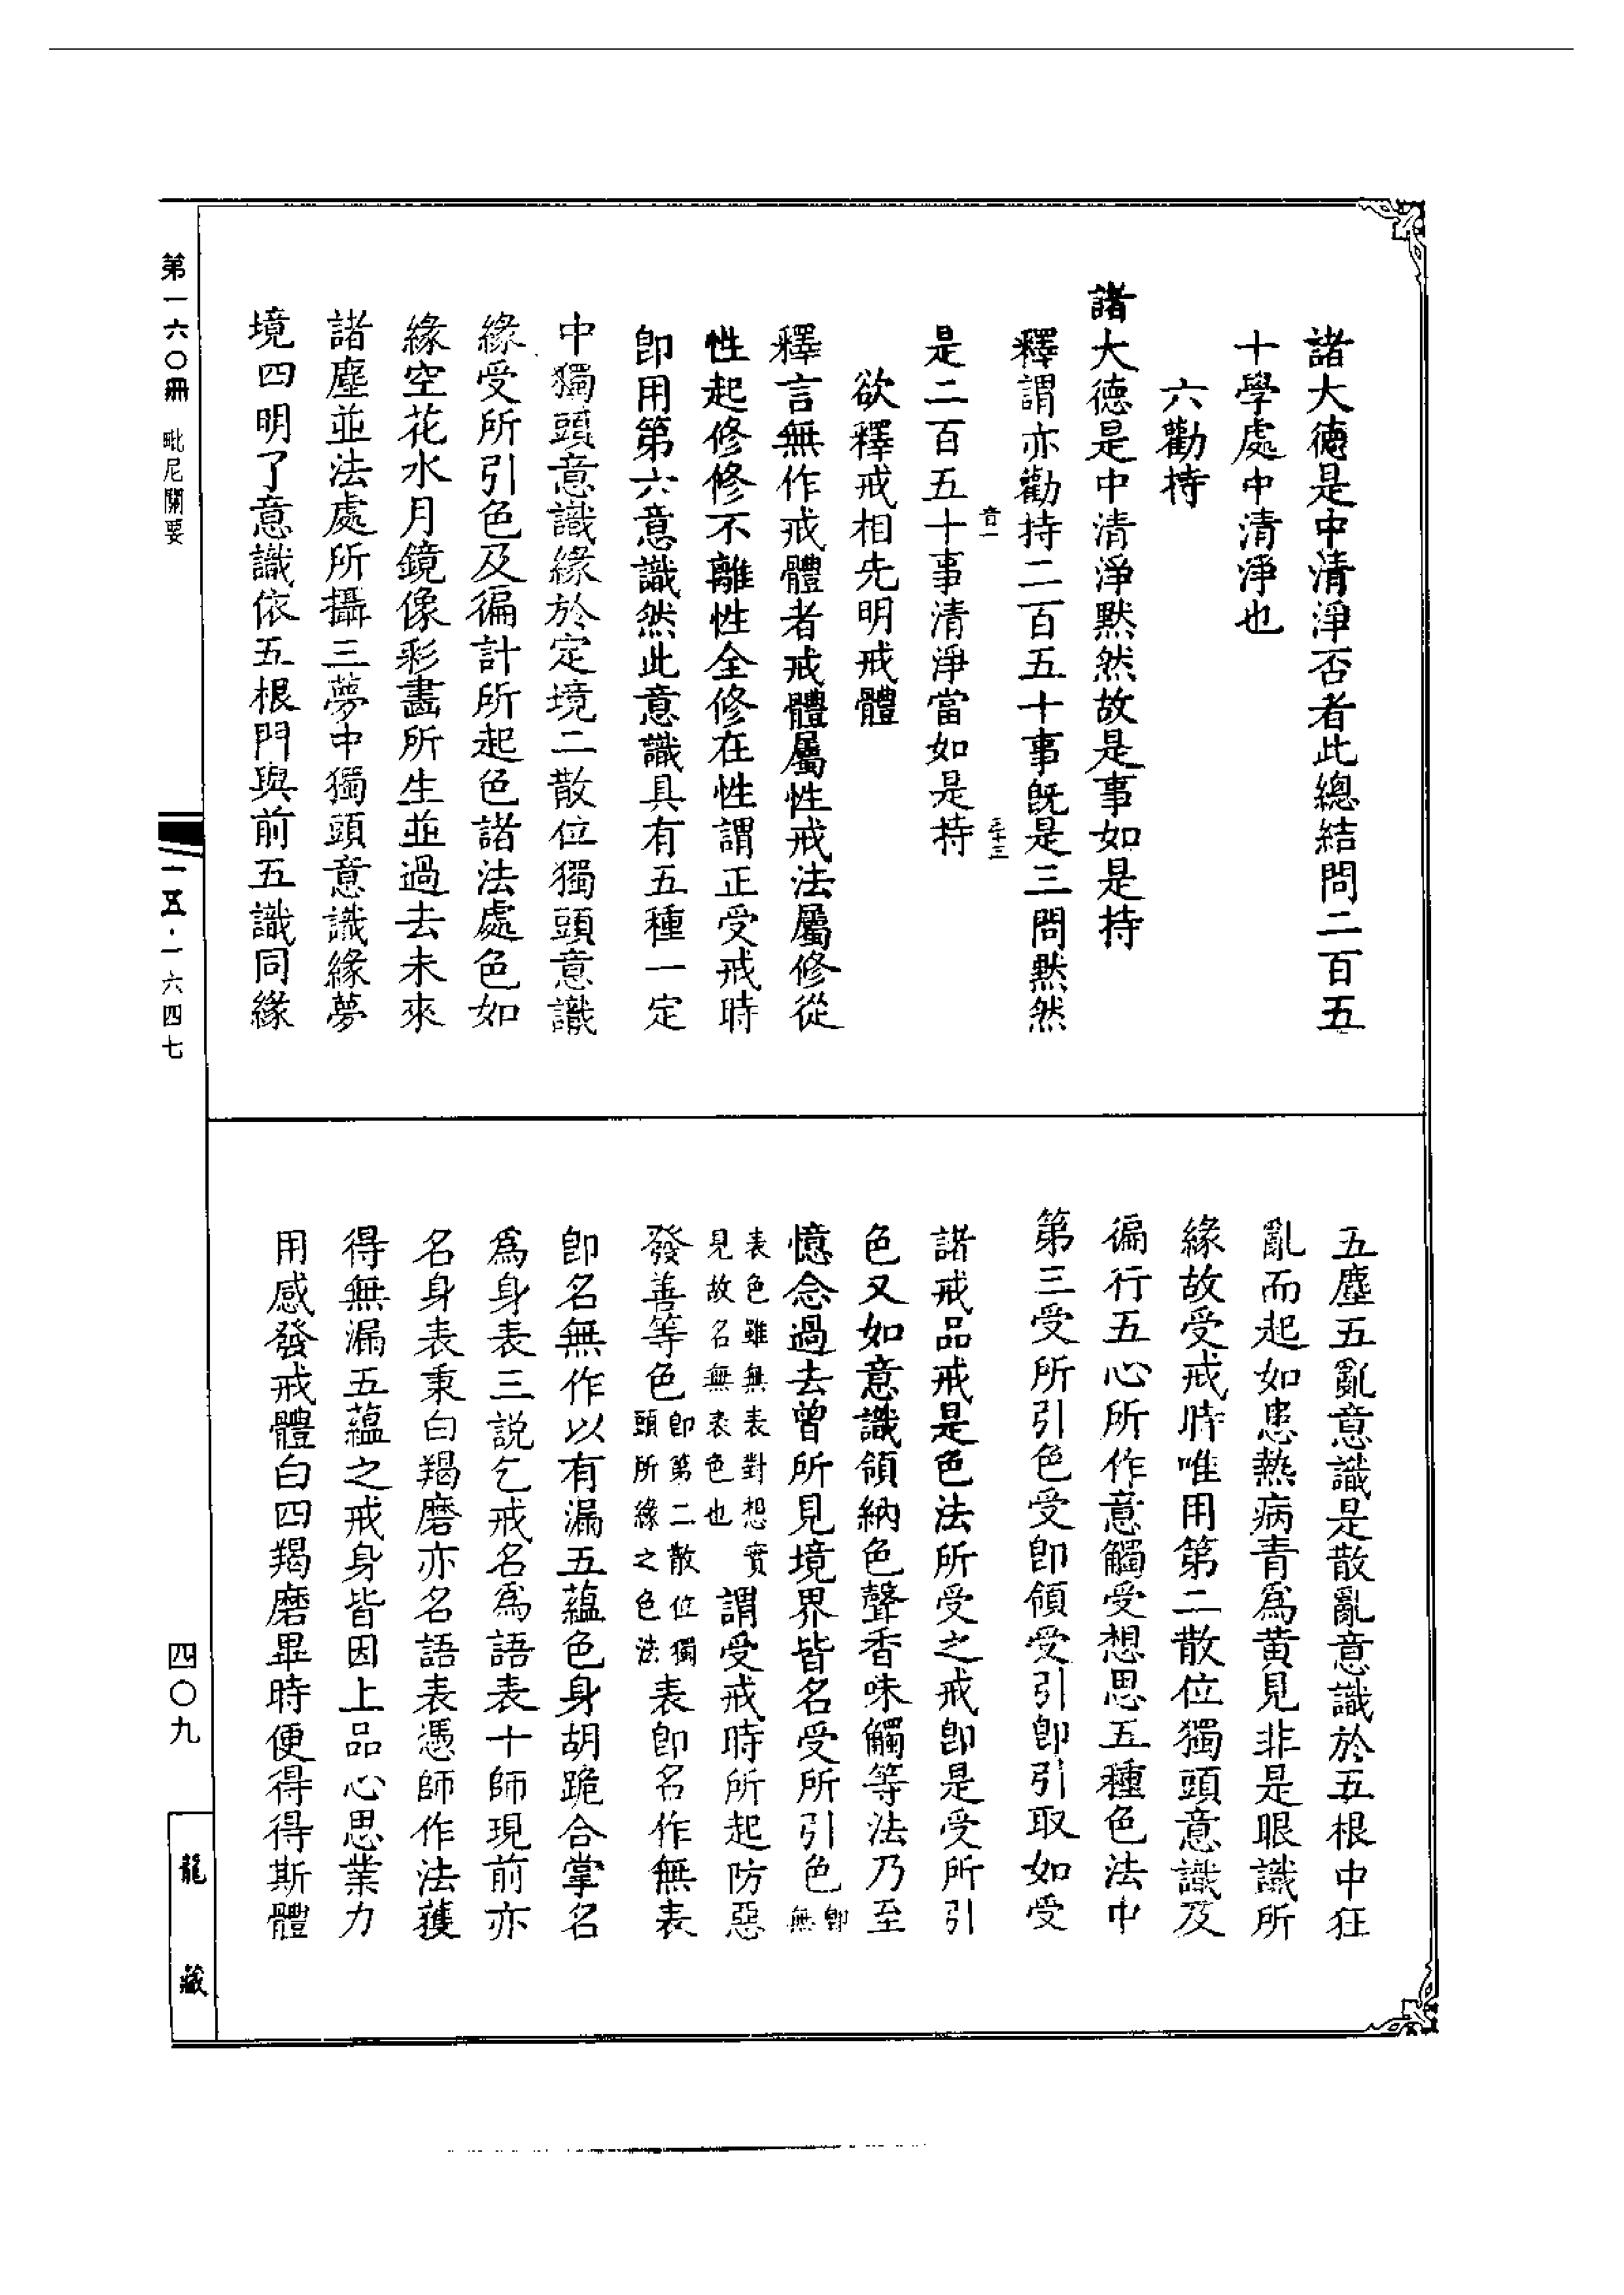 諸大德是中清淨否者此總結問二百五
十學處中清淨也
六勸持
諸大德是中清淨默然故是事如是持
釋謂亦勸持二百五十事既是三問默然
音一
三十三
是二百五十事清淨當如是持
欲釋戒相先明戒體
釋言無作戒體者戒體屬性戒法屬修從
性起修修不離性全修在性謂正受戒時
卽用第六意識然此意識具有五種一定
中獨頭意識緣於定境二散位獨頭意識
緣受所引色及徧計所起色諸法處色如
緣空花水月鏡像彩畫所生並過去未來
諸塵並法處所攝三夢中獨頭意識緣夢
境四明了意識依五根門與前五識同緣
五塵五亂意識是散亂意識於五根中狂
亂而起如患熱病青爲黃見非是眼識所
緣故受戒時唯用第二散位獨頭意識及
徧行五心所作意觸受想思五種色法中
第三受所引色受卽領受引卽引取如受
諸戒品戒是色法所受之戒卽是受所引
色又如意識領納色聲香味觸等法乃至
憶念過去曾所見境界皆名受所引色卽無
表色雖無表對想實
見故名無表色也
謂受戒時所起防惡
發善等色卽第二散位獨
頭所緣之色法
表卽名作無表
卽名無作以有漏五蘊色身胡跪合掌名
爲身表三說乞戒名爲語表十師現前亦
名身表秉白羯磨亦名語表憑師作法獲
得無漏五蘊之戒身皆因上品心思業力
用感發戒體白四羯磨畢時便得得斯體
第一六〇冊 毗尼關要
一五·一六四七
四〇九
龍藏